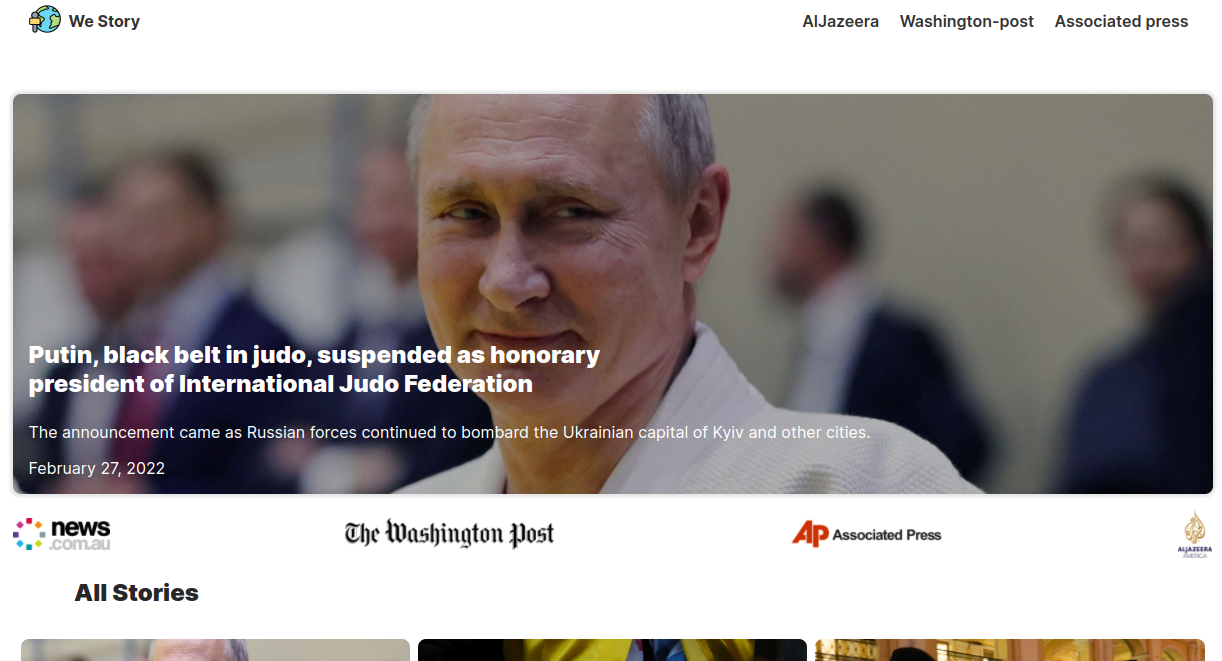 We Story
AlJazeera
Washington-post
Associated press
Putin, black belt in judo, suspended as honorary
president of International Judo Federation
The announcement came as Russian forces continued to bombard the Ukrainian capital of Kyiv and other cities.
February 27, 2022
news
.com.au
The Washington Post
AP Associated Press
ALJAZEERA
AMERICA
All Stories